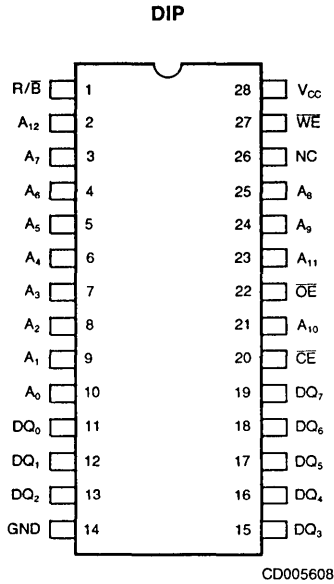 DIP
R/B̅ 1 28 V_CC
A₁₂ 2 27 W̅E̅
A₇ 3 26 NC
A₆ 4 25 A₈
A₅ 5 24 A₉
A₄ 6 23 A₁₁
A₃ 7 22 O̅E̅
A₂ 8 21 A₁₀
A₁ 9 20 C̅E̅
A₀ 10 19 DQ₇
DQ₀ 11 18 DQ₆
DQ₁ 12 17 DQ₅
DQ₂ 13 16 DQ₄
GND 14 15 DQ₃
CD005608